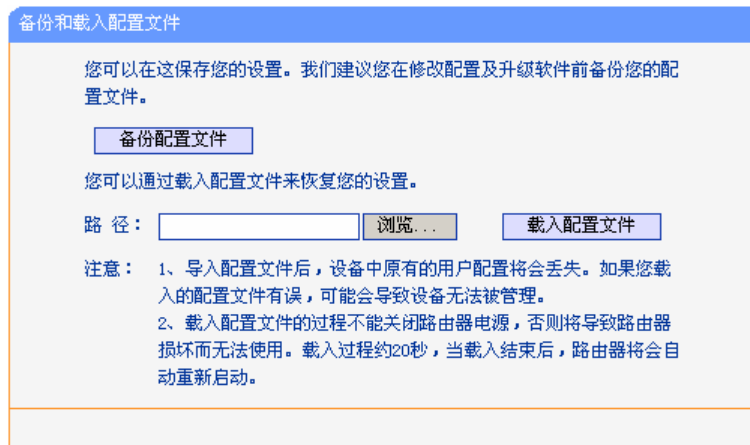 备份和载入配置文件
您可以在这保存您的设置。我们建议您在修改配置及升级软件前备份您的配
置文件。
备份配置文件
您可以通过载入配置文件来恢复您的设置。
路 径： 浏览... 载入配置文件
注意： 1、导入配置文件后，设备中原有的用户配置将会丢失。如果您载
入的配置文件有误，可能会导致设备无法被管理。
2、载入配置文件的过程不能关闭路由器电源，否则将导致路由器
损坏而无法使用。载入过程约20秒，当载入结束后，路由器将会自
动重新启动。